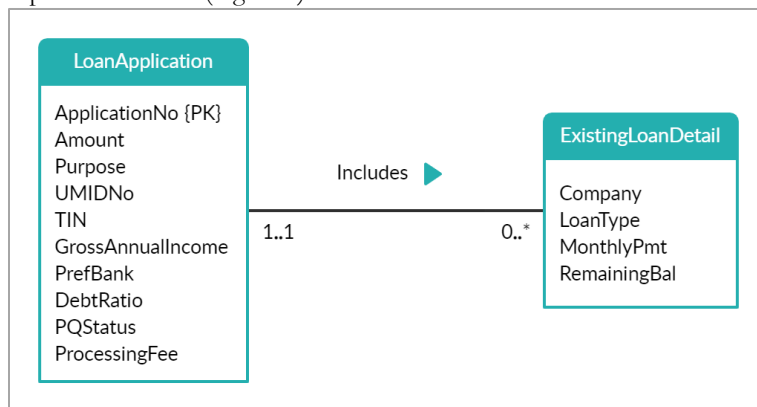 LoanApplication
ApplicationNo {PK}
Amount
Purpose
UMIDNo
TIN
GrossAnnualIncome
PrefBank
DebtRatio
PQStatus
ProcessingFee
Includes
1..1
0..*
ExistingLoanDetail
Company
LoanType
MonthlyPmt
RemainingBal